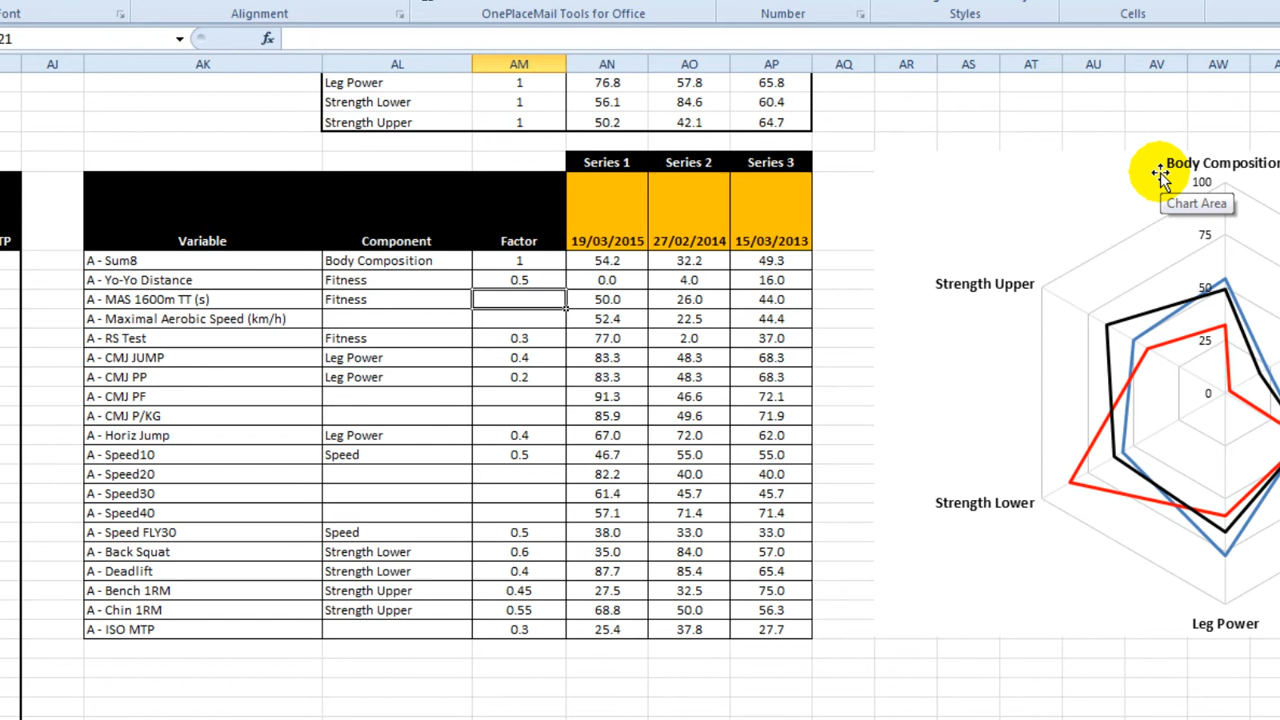 Font Alignment OnePlaceMail Tools for Office Number Styles Cells
21 fx
AJ AK AL AM AN AO AP AQ AR AS AT AU AV AW
Leg Power 1 76.8 57.8 65.8
Strength Lower 1 56.1 84.6 60.4
Strength Upper 1 50.2 42.1 64.7
Series 1 Series 2 Series 3
TP Variable Component Factor 19/03/2015 27/02/2014 15/03/2013
A - Sum8 Body Composition 1 54.2 32.2 49.3
A - Yo-Yo Distance Fitness 0.5 0.0 4.0 16.0
A - MAS 1600m TT (s) Fitness 50.0 26.0 44.0
A - Maximal Aerobic Speed (km/h) 52.4 22.5 44.4
A - RS Test Fitness 0.3 77.0 2.0 37.0
A - CMJ JUMP Leg Power 0.4 83.3 48.3 68.3
A - CMJ PP Leg Power 0.2 83.3 48.3 68.3
A - CMJ PF 91.3 46.6 72.1
A - CMJ P/KG 85.9 49.6 71.9
A - Horiz Jump Leg Power 0.4 67.0 72.0 62.0
A - Speed10 Speed 0.5 46.7 55.0 55.0
A - Speed20 82.2 40.0 40.0
A - Speed30 61.4 45.7 45.7
A - Speed40 57.1 71.4 71.4
A - Speed FLY30 Speed 0.5 38.0 33.0 33.0
A - Back Squat Strength Lower 0.6 35.0 84.0 57.0
A - Deadlift Strength Lower 0.4 87.7 85.4 65.4
A - Bench 1RM Strength Upper 0.45 27.5 32.5 75.0
A - Chin 1RM Strength Upper 0.55 68.8 50.0 56.3
A - ISO MTP 0.3 25.4 37.8 27.7
Body Composition
100
Chart Area
75
Strength Upper
50
25
0
Strength Lower
Leg Power